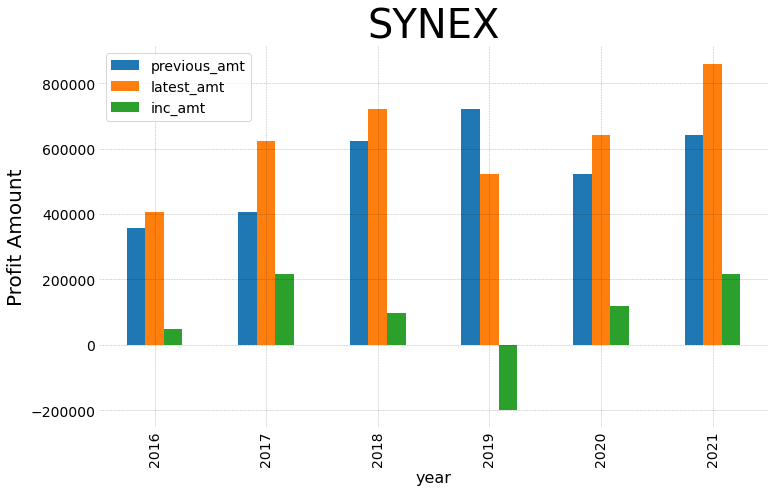 SYNEX
previous_amt
latest_amt
inc_amt
Profit Amount
800000
600000
400000
200000
0
−200000
2016
2017
2018
2019
2020
2021
year